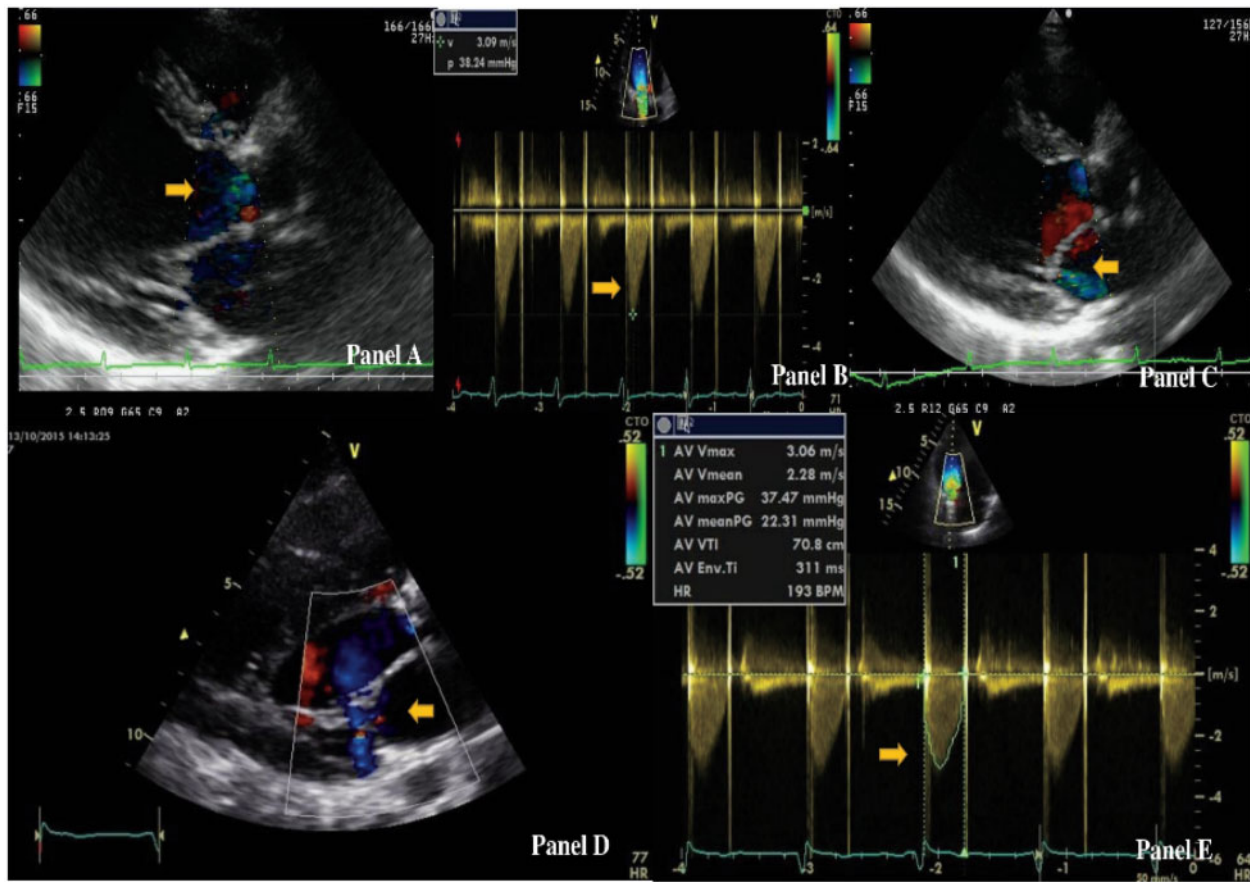 .66
.66
F15
166/166
27H
Panel A
2.5 R09 G65 C9 A2
v 3.09 m/s
p 38.24 mmHg
V
5
10
15
CTO
.64
-.64
2
[m/s]
-2
-4
-4
-3
-2
-1
0
71
Panel B
.66
.66
F15
127/156
27H
Panel C
2.5 R12 G65 C9 A2
13/10/2015 14:13:25
7
V
5
10
CTO
.52
-.52
Panel D
77
HR
1 AV Vmax 3.06 m/s
AV Vmean 2.28 m/s
AV maxPG 37.47 mmHg
AV meanPG 22.31 mmHg
AV VTI 70.8 cm
AV Env.Ti 311 ms
HR 193 BPM
V
5
10
15
CTO
.52
-.52
1
4
2
[m/s]
-2
-4
-6
-4
-3
-2
-1
0
Panel E
50 mm/s
64
HR